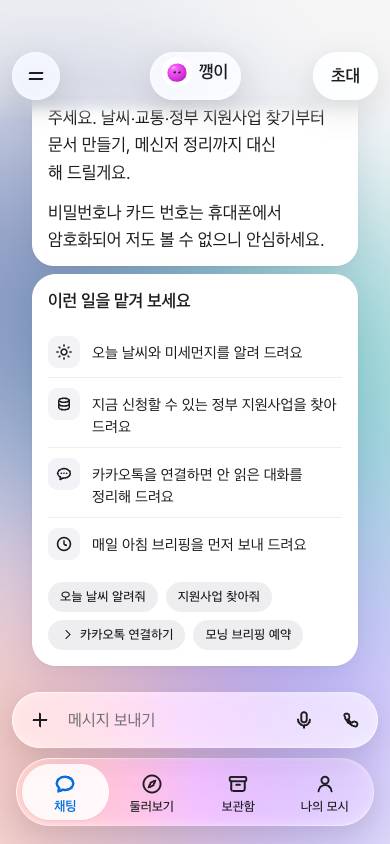 깽이
초대
주세요. 날씨·교통·정부 지원사업 찾기부터
문서 만들기, 메신저 정리까지 대신
해 드릴게요.
비밀번호나 카드 번호는 휴대폰에서
암호화되어 저도 볼 수 없으니 안심하세요.
이런 일을 맡겨 보세요
오늘 날씨와 미세먼지를 알려 드려요
지금 신청할 수 있는 정부 지원사업을 찾아
드려요
카카오톡을 연결하면 안 읽은 대화를
정리해 드려요
매일 아침 브리핑을 먼저 보내 드려요
오늘 날씨 알려줘
지원사업 찾아줘
카카오톡 연결하기
모닝 브리핑 예약
메시지 보내기
채팅
둘러보기
보관함
나의 모시